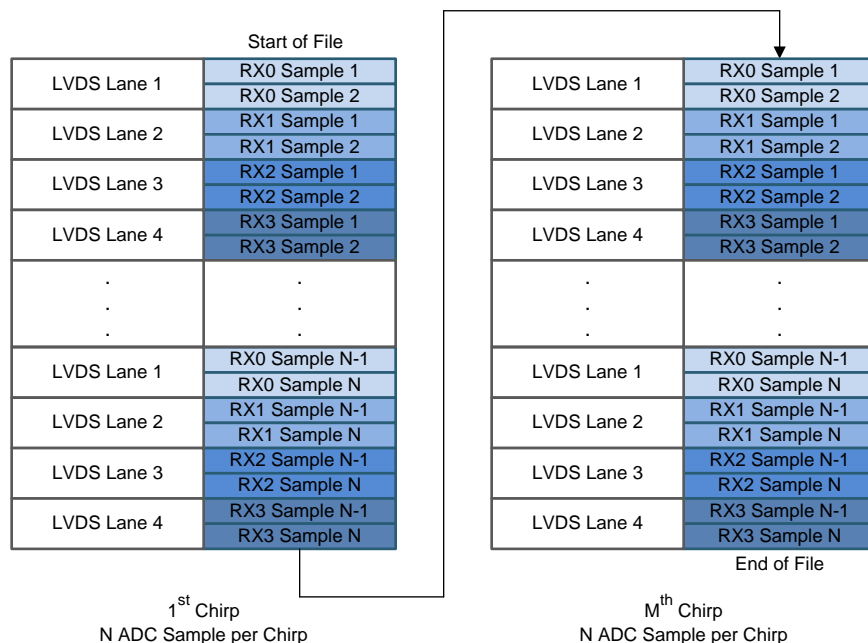 Start of File
LVDS Lane 1
RX0 Sample 1
RX0 Sample 2
LVDS Lane 2
RX1 Sample 1
RX1 Sample 2
LVDS Lane 3
RX2 Sample 1
RX2 Sample 2
LVDS Lane 4
RX3 Sample 1
RX3 Sample 2
. .
. .
. .
LVDS Lane 1
RX0 Sample N-1
RX0 Sample N
LVDS Lane 2
RX1 Sample N-1
RX1 Sample N
LVDS Lane 3
RX2 Sample N-1
RX2 Sample N
LVDS Lane 4
RX3 Sample N-1
RX3 Sample N
1st Chirp
N ADC Sample per Chirp
LVDS Lane 1
RX0 Sample 1
RX0 Sample 2
LVDS Lane 2
RX1 Sample 1
RX1 Sample 2
LVDS Lane 3
RX2 Sample 1
RX2 Sample 2
LVDS Lane 4
RX3 Sample 1
RX3 Sample 2
. .
. .
. .
LVDS Lane 1
RX0 Sample N-1
RX0 Sample N
LVDS Lane 2
RX1 Sample N-1
RX1 Sample N
LVDS Lane 3
RX2 Sample N-1
RX2 Sample N
LVDS Lane 4
RX3 Sample N-1
RX3 Sample N
End of File
Mth Chirp
N ADC Sample per Chirp